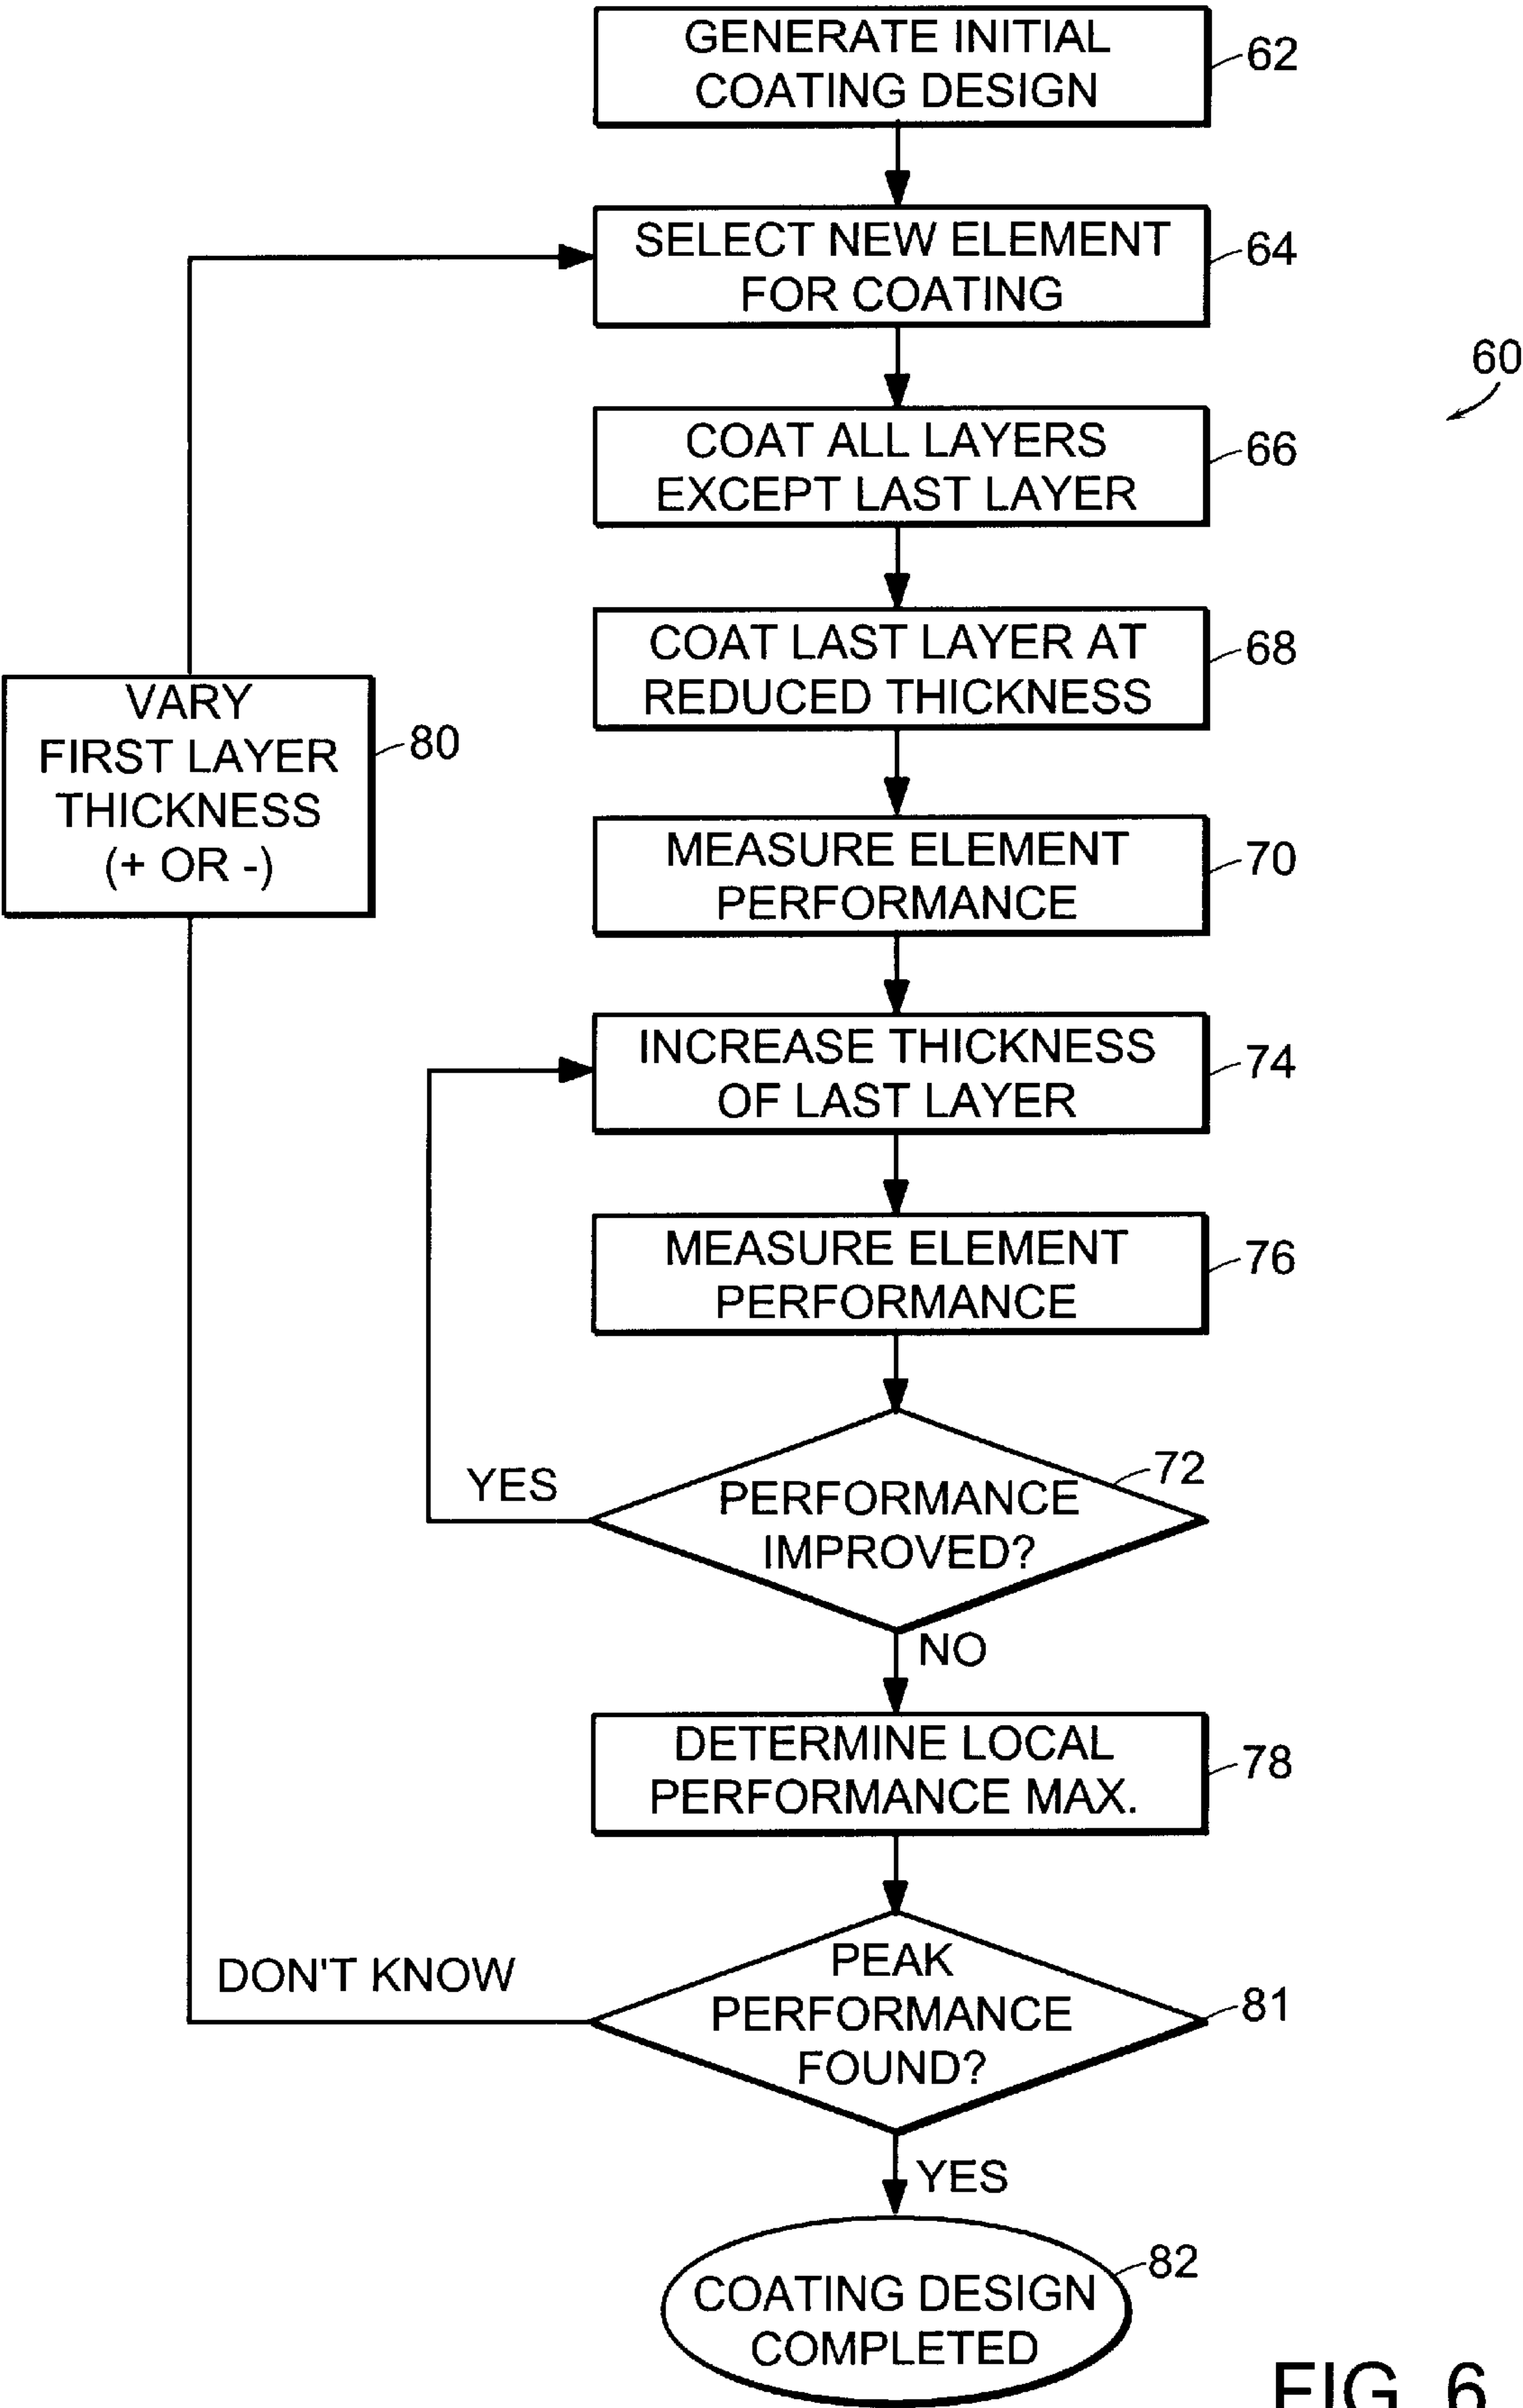 GENERATE INITIAL
COATING DESIGN
62
SELECT NEW ELEMENT
FOR COATING
64
60
COAT ALL LAYERS
EXCEPT LAST LAYER
66
COAT LAST LAYER AT
REDUCED THICKNESS
68
VARY
FIRST LAYER
THICKNESS
(+ OR -)
80
MEASURE ELEMENT
PERFORMANCE
70
INCREASE THICKNESS
OF LAST LAYER
74
MEASURE ELEMENT
PERFORMANCE
76
YES
PERFORMANCE
IMPROVED?
72
NO
DETERMINE LOCAL
PERFORMANCE MAX.
78
DON'T KNOW
PEAK
PERFORMANCE
FOUND?
81
YES
COATING DESIGN
COMPLETED
82
FIG. 6